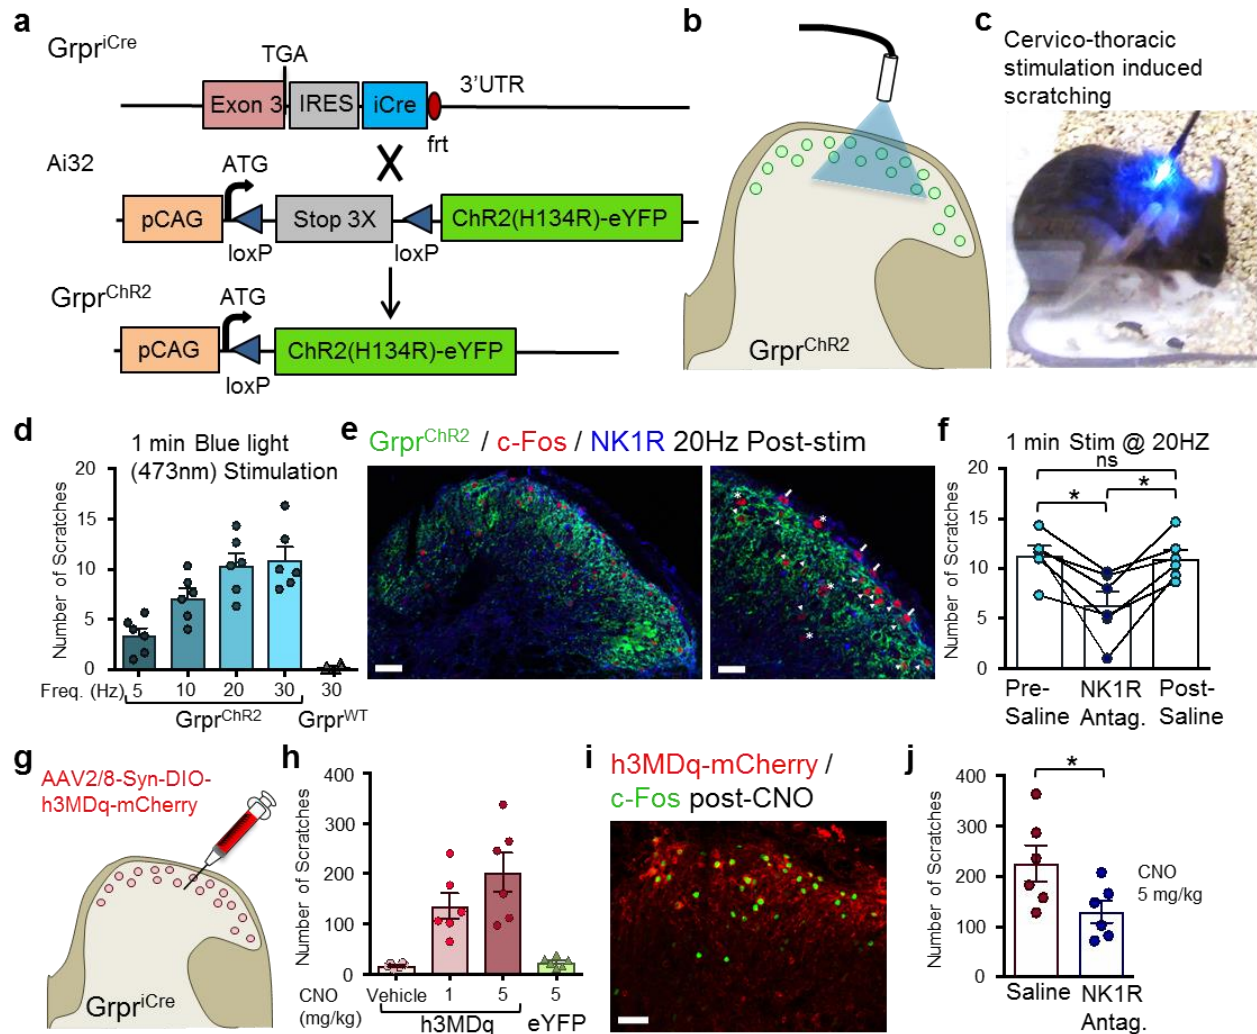 a
Grpr^iCre
TGA
Exon 3
IRES
iCre
3’UTR
frt
Ai32
ATG
pCAG
Stop 3X
ChR2(H134R)-eYFP
loxP
loxP
Grpr^ChR2
ATG
pCAG
ChR2(H134R)-eYFP
loxP
b
Grpr^ChR2
c
Cervico-thoracic
stimulation induced
scratching
d
1 min Blue light
(473nm) Stimulation
Number of Scratches
20
15
10
5
0
Freq. (Hz)
5
10
20
30
30
Grpr^ChR2
Grpr^WT
e
Grpr^ChR2 / c-Fos / NK1R 20Hz Post-stim
*
*
*
*
f
1 min Stim @ 20HZ
ns
*
*
Number of Scratches
20
15
10
5
0
Pre-
Saline
NK1R
Antag.
Post-
Saline
g
AAV2/8-Syn-DIO-
h3MDq-mCherry
Grpr^iCre
h
Number of Scratches
400
300
200
100
0
CNO
(mg/kg)
Vehicle
1
5
5
h3MDq
eYFP
i
h3MDq-mCherry /
c-Fos post-CNO
j
*
Number of Scratches
400
300
200
100
0
CNO
5 mg/kg
Saline
NK1R
Antag.